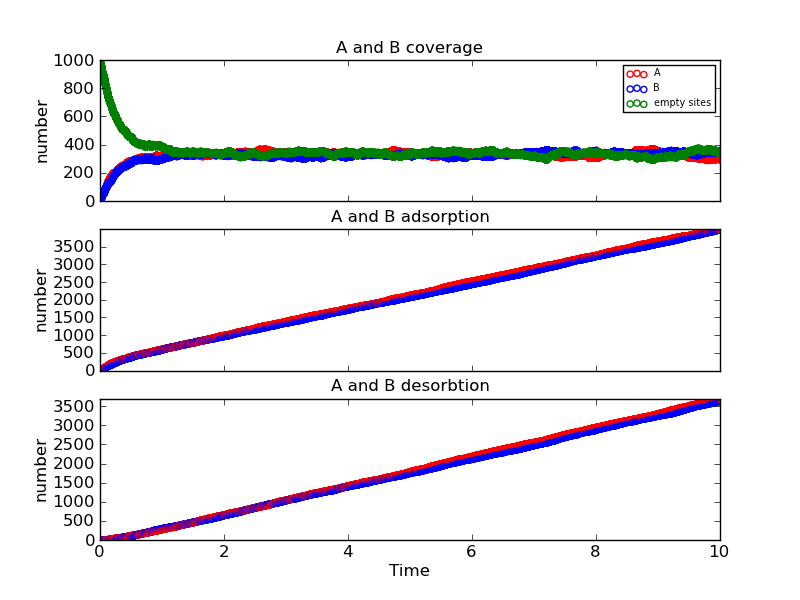 A and B coverage
1000
800
600
400
200
0
number
A
B
empty sites
A and B adsorption
3500
3000
2500
2000
1500
1000
500
0
number
A and B desorbtion
3500
3000
2500
2000
1500
1000
500
0
number
0 2 4 6 8 10
Time